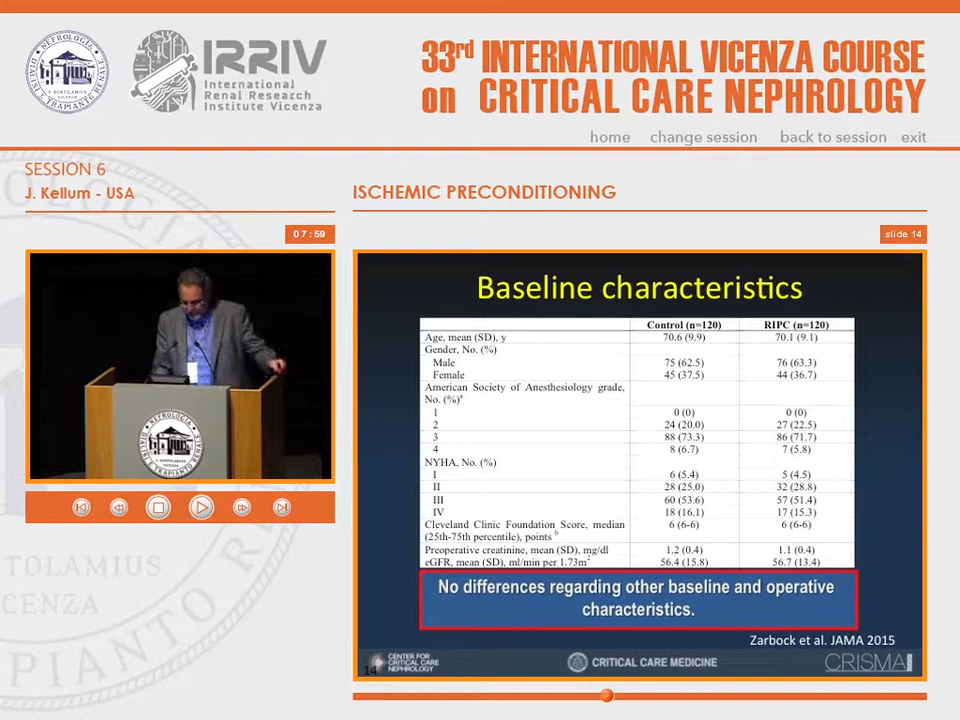 33rd INTERNATIONAL VICENZA COURSE
on CRITICAL CARE NEPHROLOGY
IRRIV
International
Renal Research
Institute Vicenza
home change session back to session exit
SESSION 6
J. Kellum - USA
ISCHEMIC PRECONDITIONING
07:59
slide 14
Baseline characteristics
Control (n=120) RIPC (n=120)
Age, mean (SD), y 70.6 (9.9) 70.1 (9.1)
Gender, No. (%)
Male 75 (62.5) 76 (63.3)
Female 45 (37.5) 44 (36.7)
American Society of Anesthesiology grade,
No. (%)a
1 0 (0) 0 (0)
2 24 (20.0) 27 (22.5)
3 88 (73.3) 86 (71.7)
4 8 (6.7) 7 (5.8)
NYHA, No. (%)
I 6 (5.4) 5 (4.5)
II 28 (25.0) 32 (28.8)
III 60 (53.6) 57 (51.4)
IV 18 (16.1) 17 (15.3)
Cleveland Clinic Foundation Score, median 6 (6-6) 6 (6-6)
(25th-75th percentile), points b
Preoperative creatinine, mean (SD), mg/dl 1.2 (0.4) 1.1 (0.4)
eGFR, mean (SD), ml/min per 1.73m2 56.4 (15.8) 56.7 (13.4)
No differences regarding other baseline and operative
characteristics.
Zarbock et al. JAMA 2015
14
CENTER FOR
CRITICAL CARE
NEPHROLOGY
CRITICAL CARE MEDICINE
CRISMA